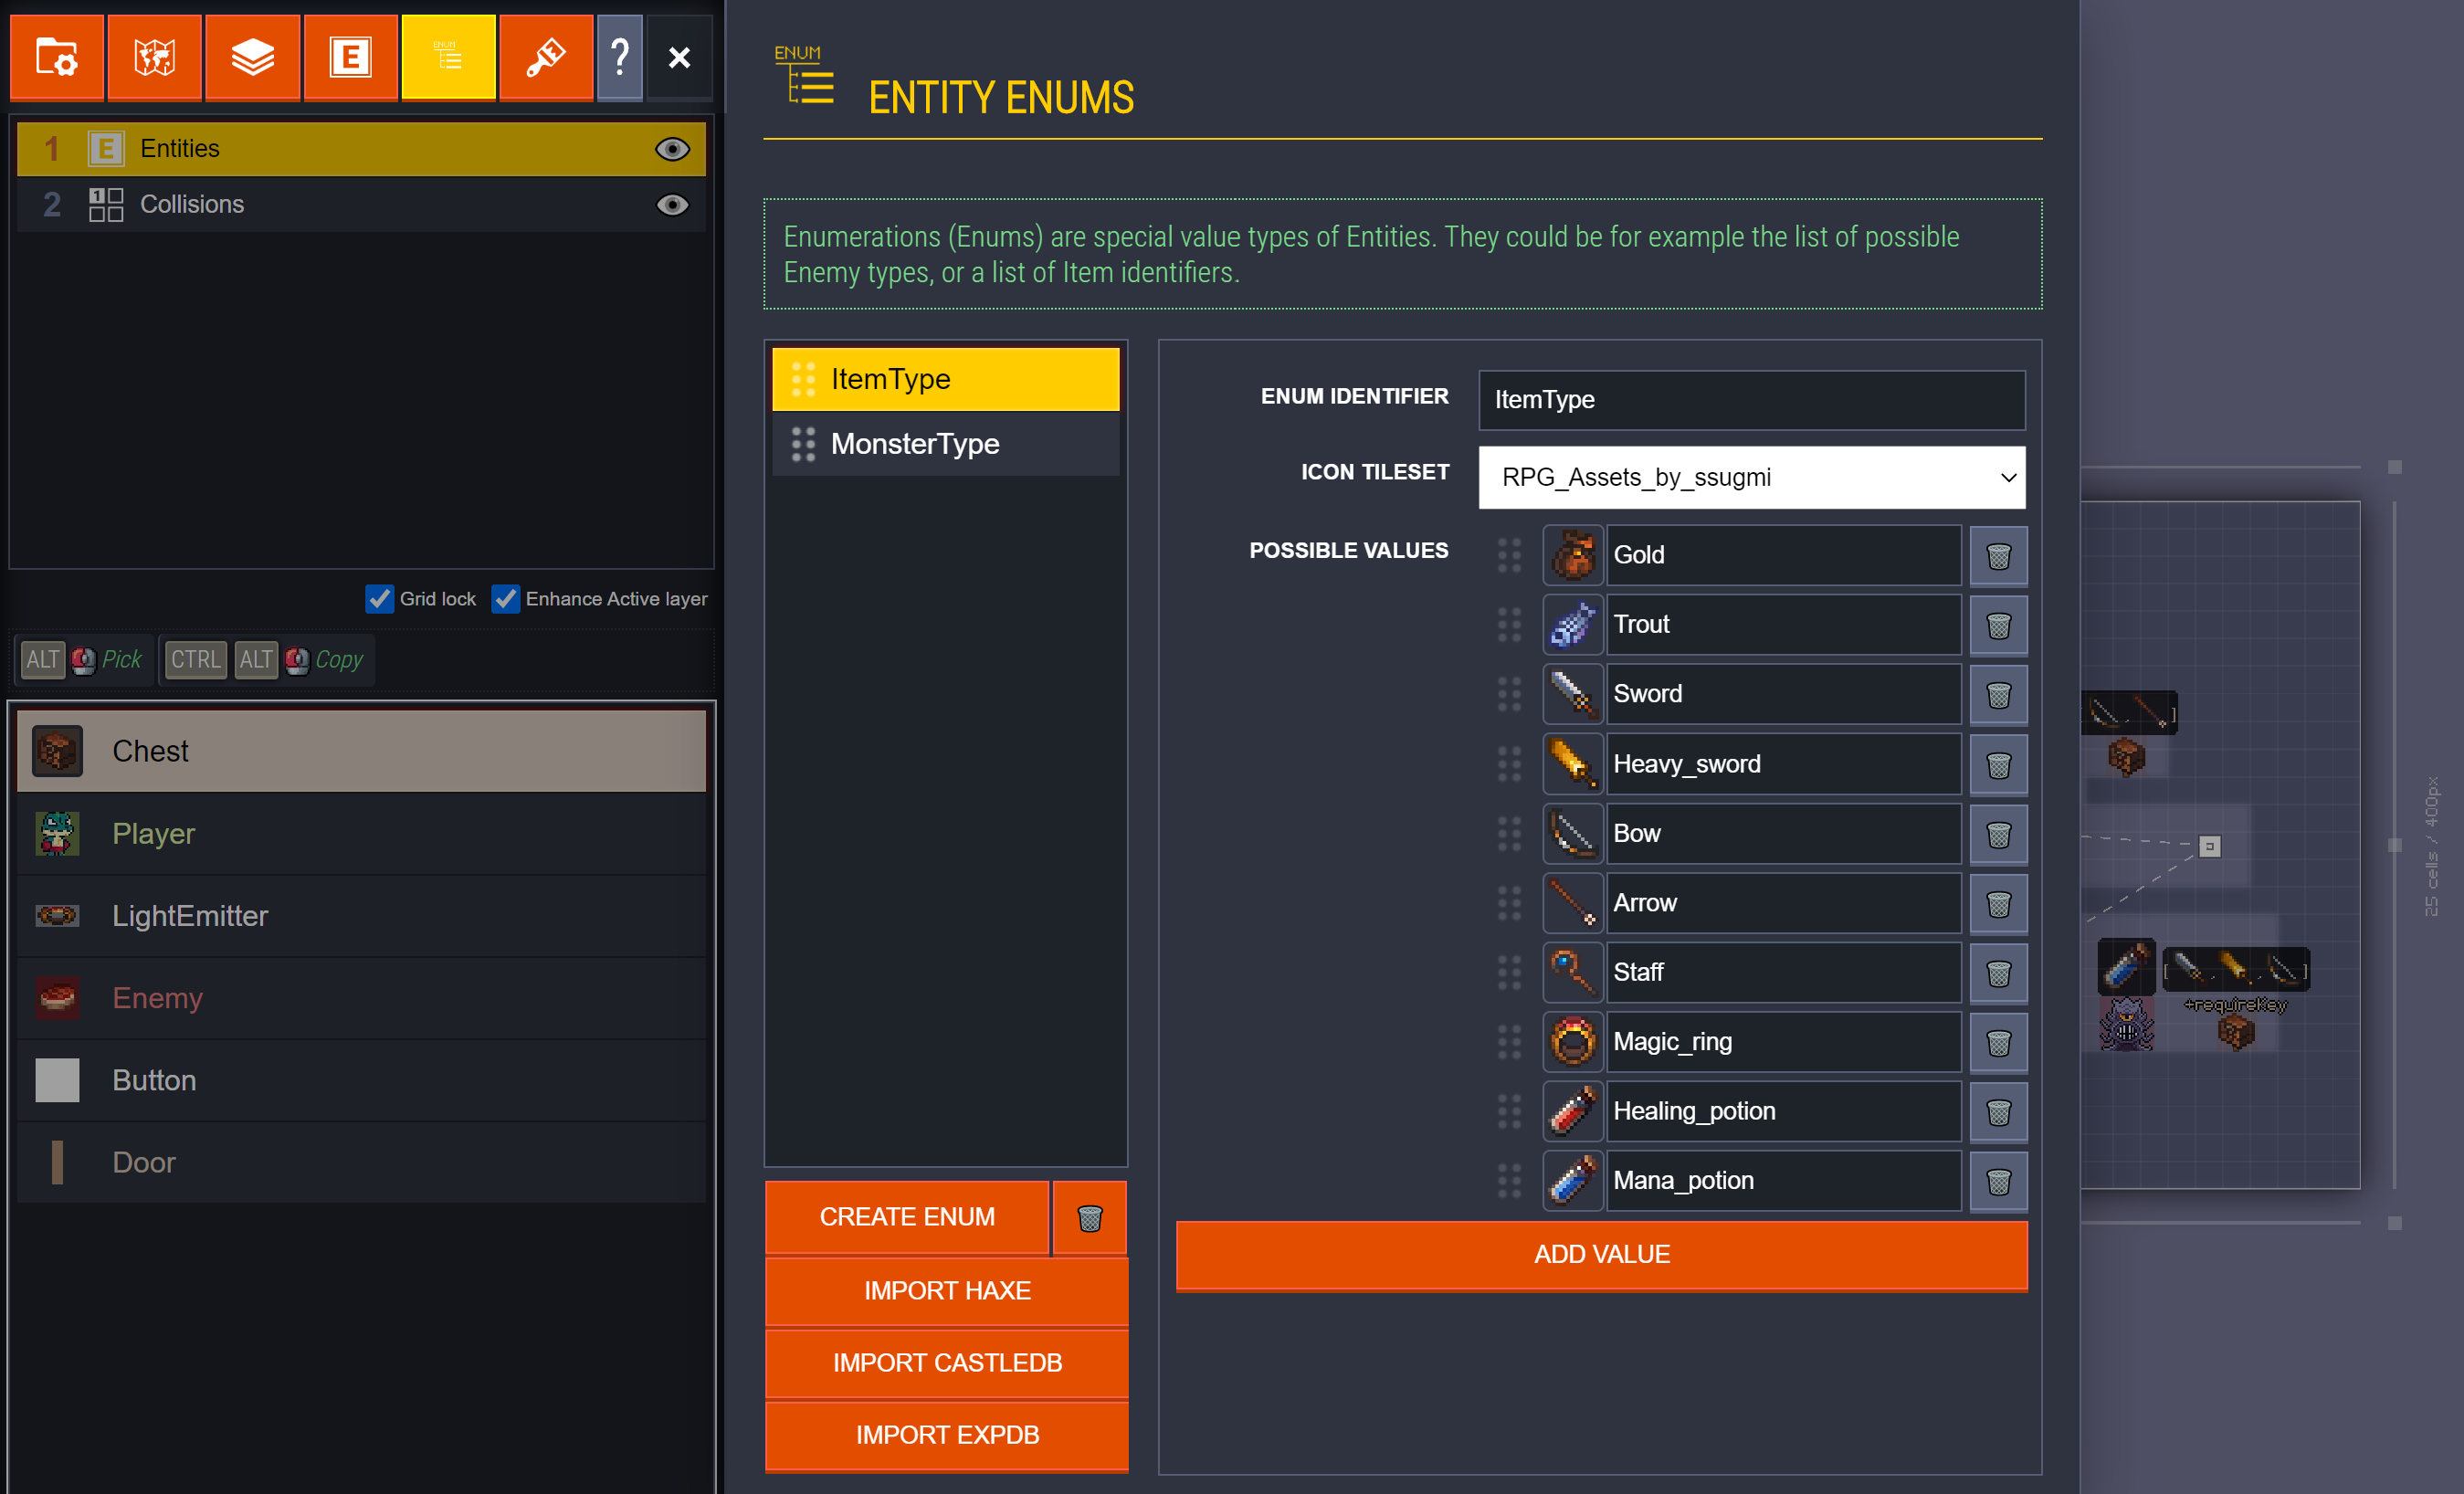 E
ENUM
?
1 E Entities
2 1 Collisions
Grid lock Enhance Active layer
ALT Pick CTRL ALT Copy
Chest
Player
LightEmitter
Enemy
Button
Door
ENUM
ENTITY ENUMS
Enumerations (Enums) are special value types of Entities. They could be for example the list of possible
Enemy types, or a list of Item identifiers.
ItemType
MonsterType
CREATE ENUM
IMPORT HAXE
IMPORT CASTLEDB
IMPORT EXPDB
ENUM IDENTIFIER ItemType
ICON TILESET RPG_Assets_by_ssugmi
POSSIBLE VALUES Gold
Trout
Sword
Heavy_sword
Bow
Arrow
Staff
Magic_ring
Healing_potion
Mana_potion
ADD VALUE
+requireKey
25 cells / 400px